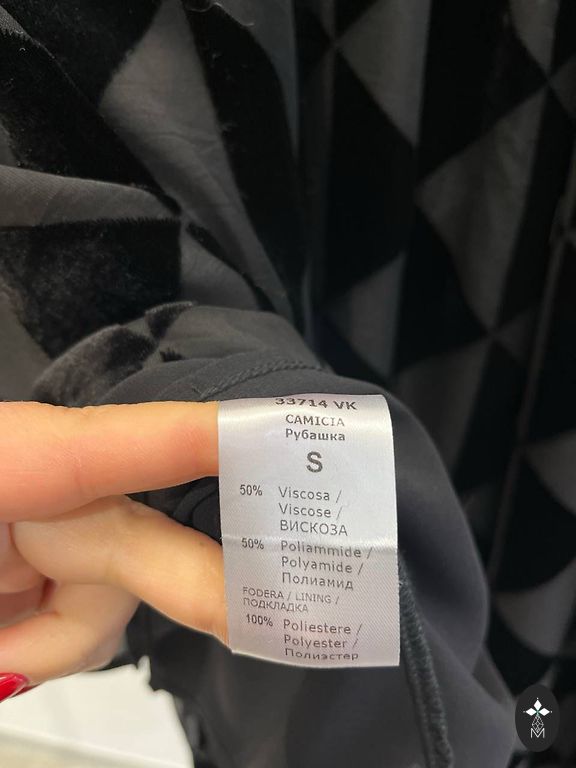 33714 VK
CAMICIA
Рубашка
S
50% Viscosa /
Viscose /
ВИСКОЗА
50% Poliammide /
Polyamide /
Полиамид
FODERA / LINING /
ПОДКЛАДКА
100% Poliestere /
Polyester /
Полиэстер
M